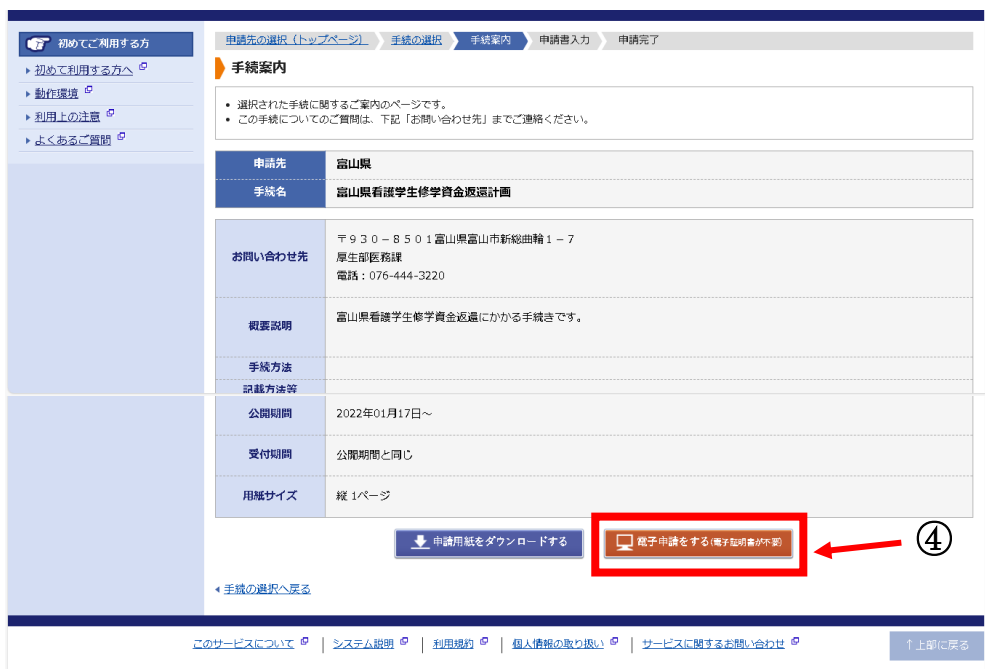 初めてご利用する方
初めて利用する方へ
動作環境
利用上の注意
よくあるご質問
申請先の選択（トップページ） 手続の選択 手続案内 申請書入力 申請完了
手続案内
• 選択された手続に関するご案内のページです。
• この手続についてのご質問は、下記「お問い合わせ先」までご連絡ください。
申請先 富山県
手続名 富山県看護学生修学資金返還計画
お問い合わせ先
〒９３０－８５０１富山県富山市新総曲輪１－７
厚生部医務課
電話：076-444-3220
概要説明 富山県看護学生修学資金返還にかかる手続きです。
手続方法
記載方法等
公開期間 2022年01月17日～
受付期間 公開期間と同じ
用紙サイズ 縦 1ページ
申請用紙をダウンロードする
電子申請をする(電子証明書が不要)
④
手続の選択へ戻る
このサービスについて | システム説明 | 利用規約 | 個人情報の取り扱い | サービスに関するお問い合わせ
↑上部に戻る